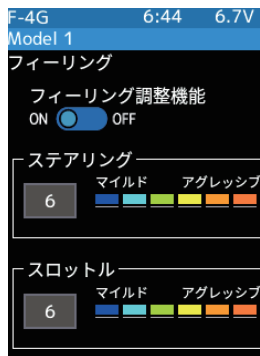 F-4G 6:44 6.7V
Model 1
フィーリング
フィーリング調整機能
ON OFF
ステアリング
マイルド アグレッシブ
6
スロットル
マイルド アグレッシブ
6